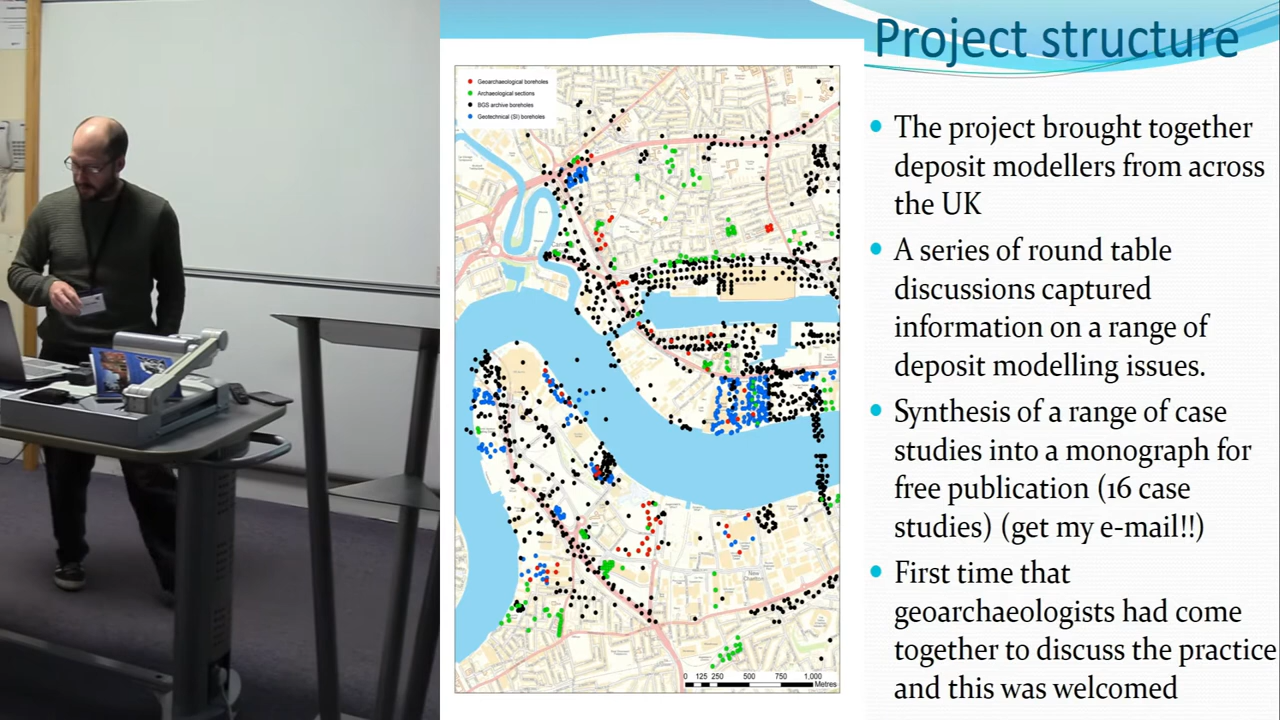 Project structure
Geoarchaeological boreholes
Archaeological sections
BGS archive boreholes
Geotechnical (SI) boreholes
0 125 250 500 750 1,000
Metres
• The project brought together
deposit modellers from across
the UK
• A series of round table
discussions captured
information on a range of
deposit modelling issues.
• Synthesis of a range of case
studies into a monograph for
free publication (16 case
studies) (get my e-mail!!)
• First time that
geoarchaeologists had come
together to discuss the practice
and this was welcomed